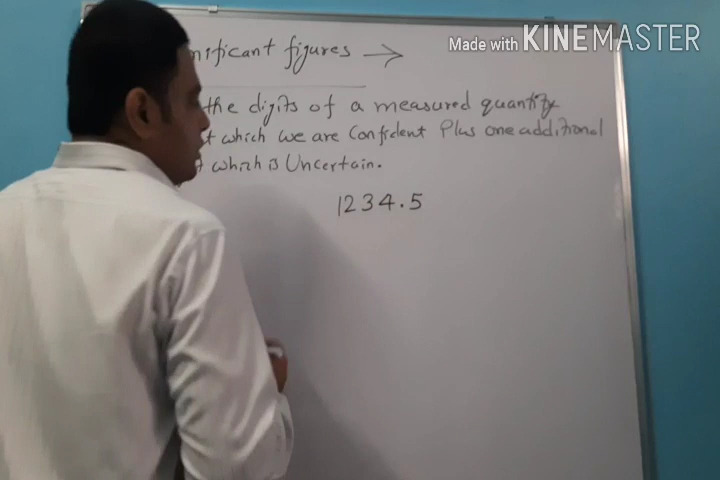 Made with KINEMASTER
nificant figures →
the digits of a measured quantity
which we are Confident Plus one additional
which is Uncertain.
1234.5